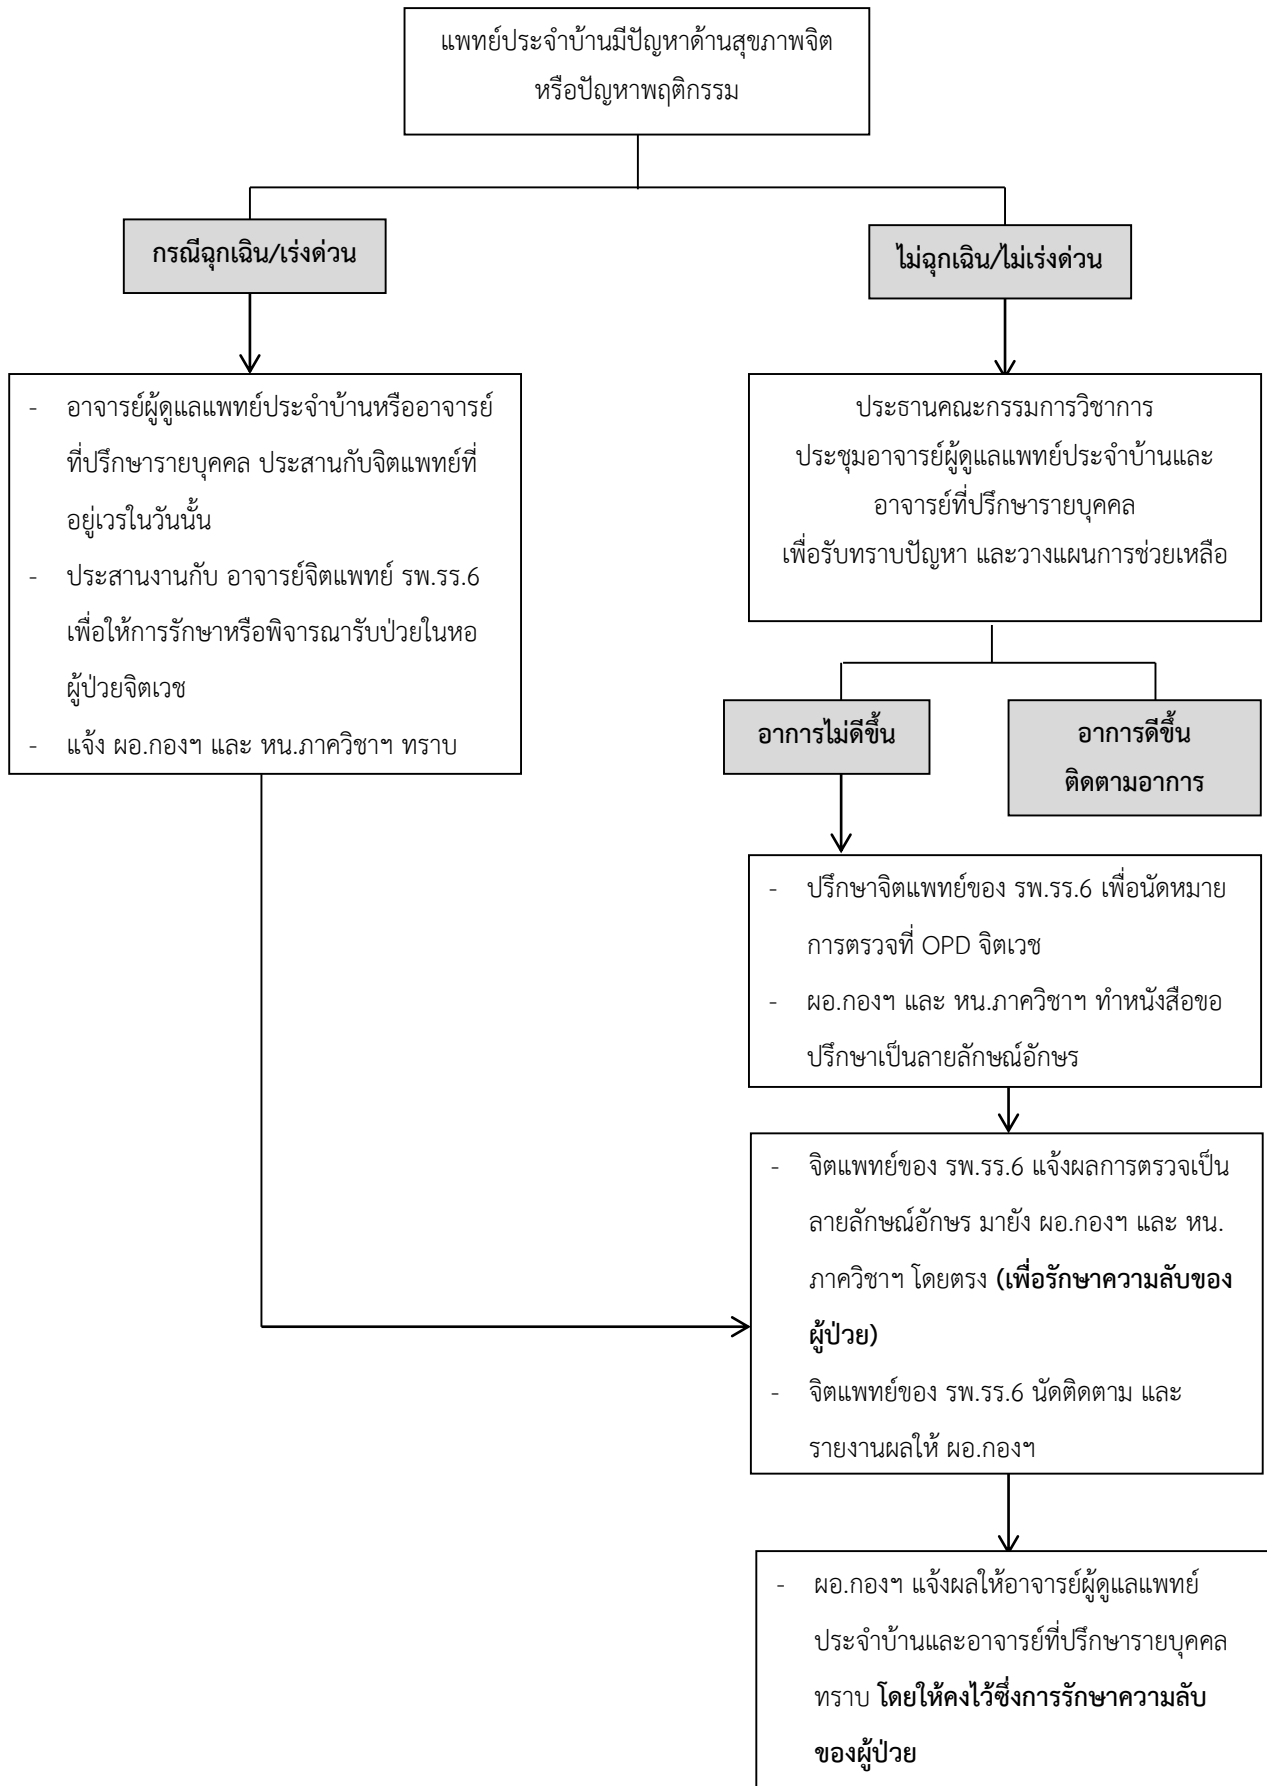 แพทย์ประจำบ้านมีปัญหาด้านสุขภาพจิต
หรือปัญหาพฤติกรรม
กรณีฉุกเฉิน/เร่งด่วน
ไม่ฉุกเฉิน/ไม่เร่งด่วน
- อาจารย์ผู้ดูแลแพทย์ประจำบ้านหรืออาจารย์
ที่ปรึกษารายบุคคล ประสานกับจิตแพทย์ที่
อยู่เวรในวันนั้น
- ประสานงานกับ อาจารย์จิตแพทย์ รพ.รร.6
เพื่อให้การรักษาหรือพิจารณารับป่วยในหอ
ผู้ป่วยจิตเวช
- แจ้ง ผอ.กองฯ และ หน.ภาควิชาฯ ทราบ
ประธานคณะกรรมการวิชาการ
ประชุมอาจารย์ผู้ดูแลแพทย์ประจำบ้านและ
อาจารย์ที่ปรึกษารายบุคคล
เพื่อรับทราบปัญหา และวางแผนการช่วยเหลือ
อาการไม่ดีขึ้น
อาการดีขึ้น
ติดตามอาการ
- ปรึกษาจิตแพทย์ของ รพ.รร.6 เพื่อนัดหมาย
การตรวจที่ OPD จิตเวช
- ผอ.กองฯ และ หน.ภาควิชาฯ ทำหนังสือขอ
ปรึกษาเป็นลายลักษณ์อักษร
- จิตแพทย์ของ รพ.รร.6 แจ้งผลการตรวจเป็น
ลายลักษณ์อักษร มายัง ผอ.กองฯ และ หน.
ภาควิชาฯ โดยตรง (เพื่อรักษาความลับของ
ผู้ป่วย)
- จิตแพทย์ของ รพ.รร.6 นัดติดตาม และ
รายงานผลให้ ผอ.กองฯ
- ผอ.กองฯ แจ้งผลให้อาจารย์ผู้ดูแลแพทย์
ประจำบ้านและอาจารย์ที่ปรึกษารายบุคคล
ทราบ โดยให้คงไว้ซึ่งการรักษาความลับ
ของผู้ป่วย